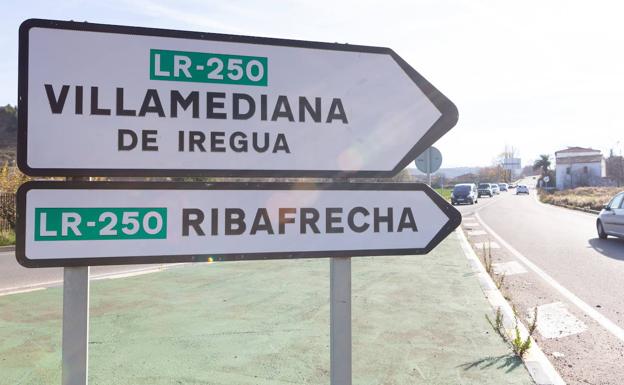 LR-250
VILLAMEDIANA
DE IREGUA
LR-250 RIBAFRECHA